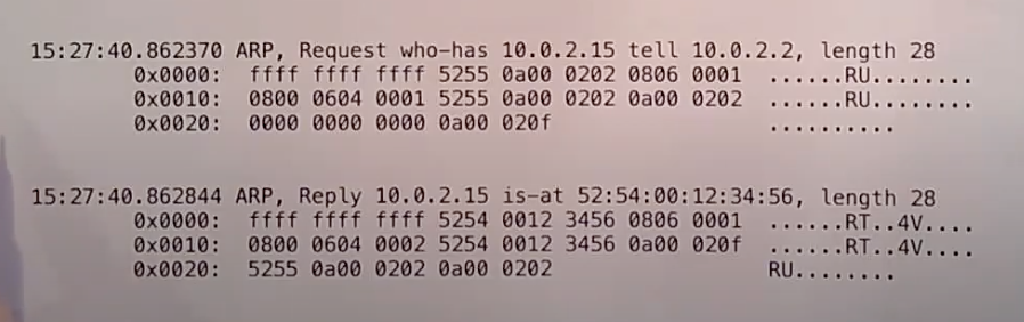 15:27:40.862370 ARP, Request who-has 10.0.2.15 tell 10.0.2.2, length 28
0x0000:  ffff ffff ffff 5255 0a00 0202 0806 0001  ......RU........
0x0010:  0800 0604 0001 5255 0a00 0202 0a00 0202  ......RU........
0x0020:  0000 0000 0000 0a00 020f  ..........
15:27:40.862844 ARP, Reply 10.0.2.15 is-at 52:54:00:12:34:56, length 28
0x0000:  ffff ffff ffff 5254 0012 3456 0806 0001  ......RT..4V....
0x0010:  0800 0604 0002 5254 0012 3456 0a00 020f  ......RT..4V....
0x0020:  5255 0a00 0202 0a00 0202  RU........